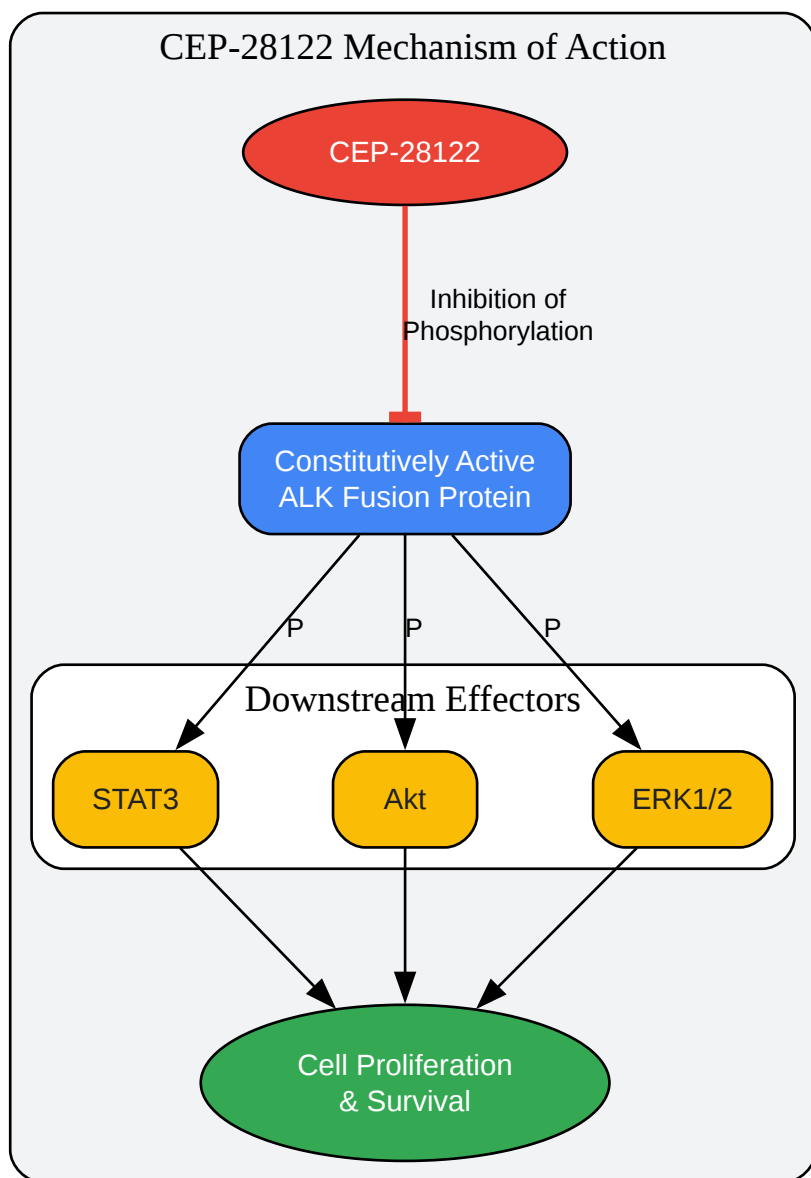 CEP-28122 Mechanism of Action
CEP-28122
Inhibition of
Phosphorylation
Constitutively Active
ALK Fusion Protein
P
P
P
Downstream Effectors
STAT3
Akt
ERK1/2
Cell Proliferation
& Survival